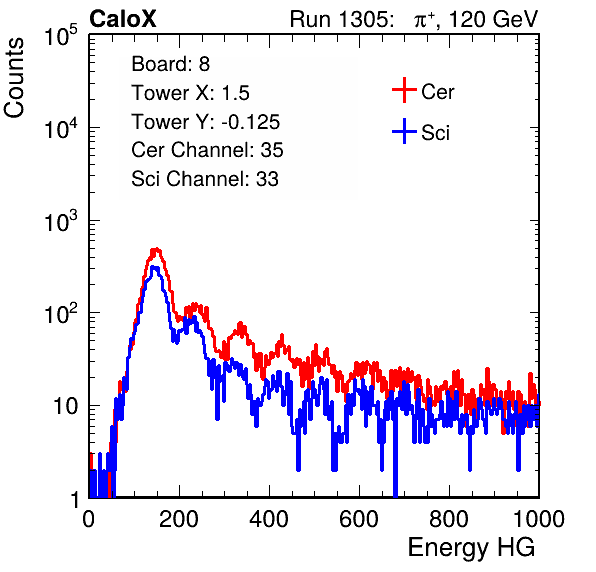 CaloX Run 1305: π⁺, 120 GeV
Board: 8
Tower X: 1.5
Tower Y: -0.125
Cer Channel: 35
Sci Channel: 33
Cer
Sci
Counts
10⁵
10⁴
10³
10²
10
1
0 200 400 600 800 1000
Energy HG